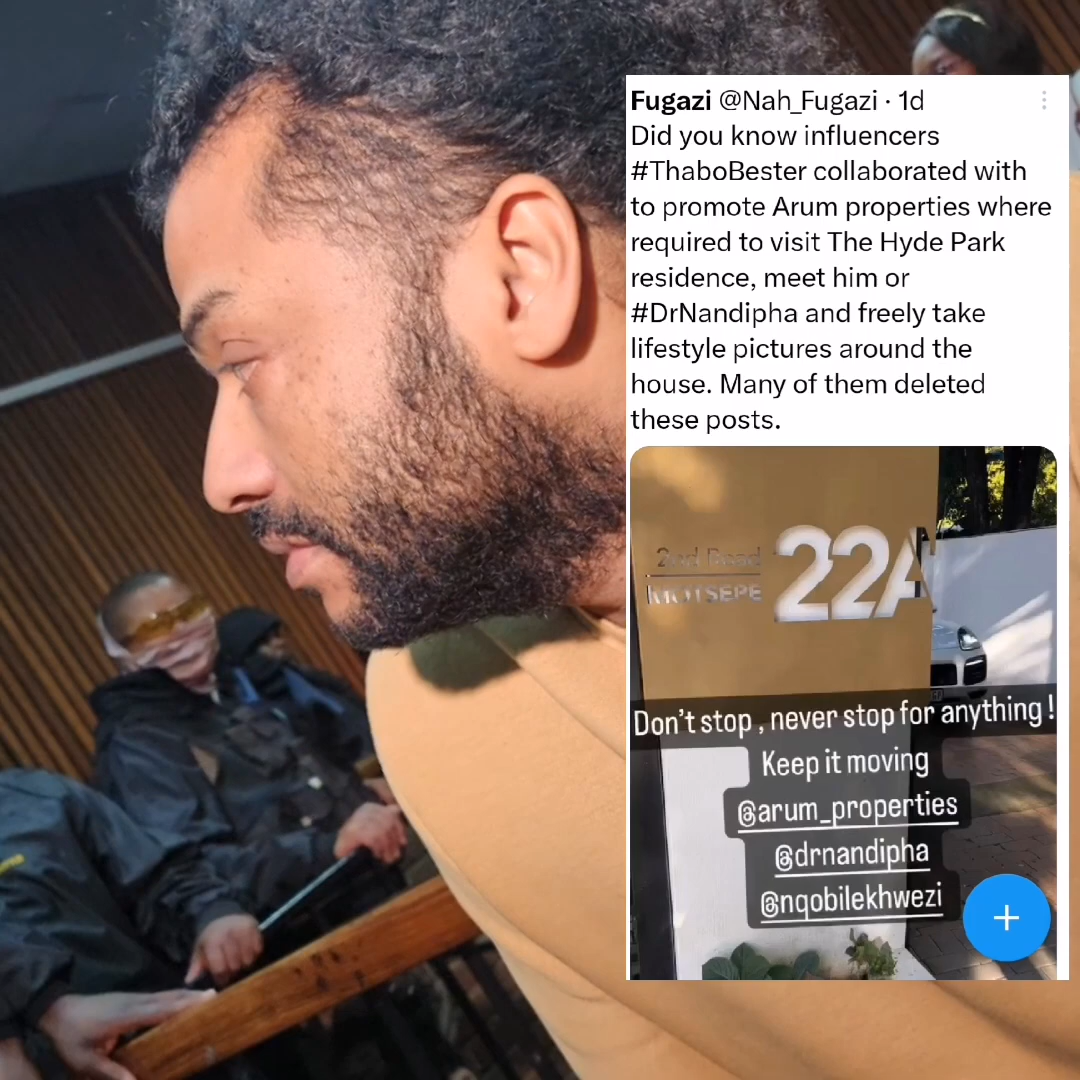 Fugazi @Nah_Fugazi · 1d
Did you know influencers
#ThaboBester collaborated with
to promote Arum properties where
required to visit The Hyde Park
residence, meet him or
#DrNandipha and freely take
lifestyle pictures around the
house. Many of them deleted
these posts.
2nd Road
MOTSEPE
22A
Don't stop , never stop for anything !
Keep it moving
@arum_properties
@drnandipha
@nqobilekhwezi